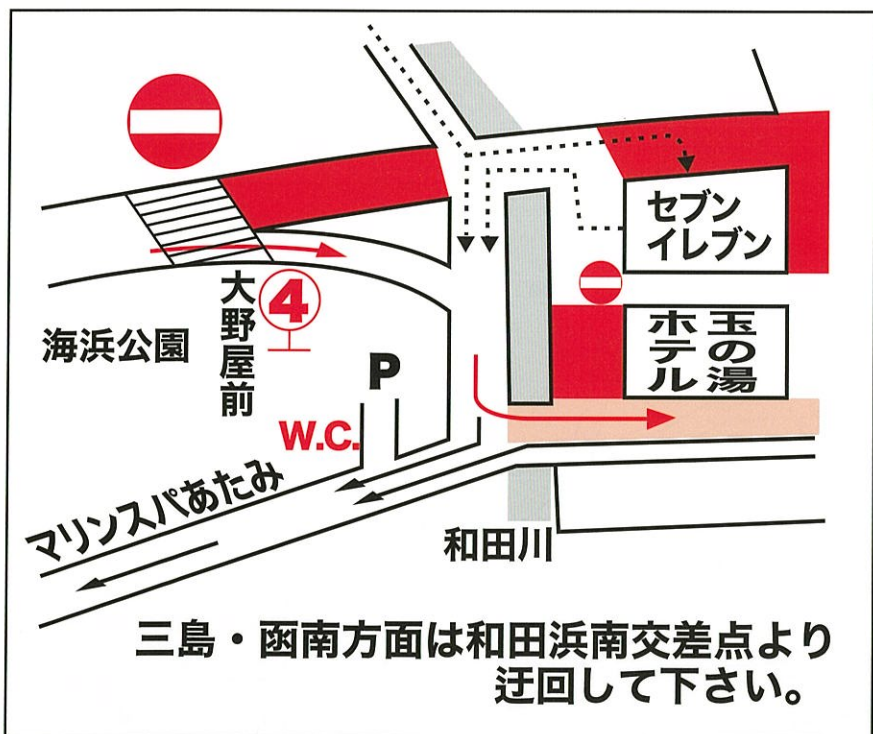 セブン
イレブン
大野屋前
4
海浜公園
玉の湯
ホテル
P
W.C.
マリンスパあたみ
和田川
三島・函南方面は和田浜南交差点より
迂回して下さい。